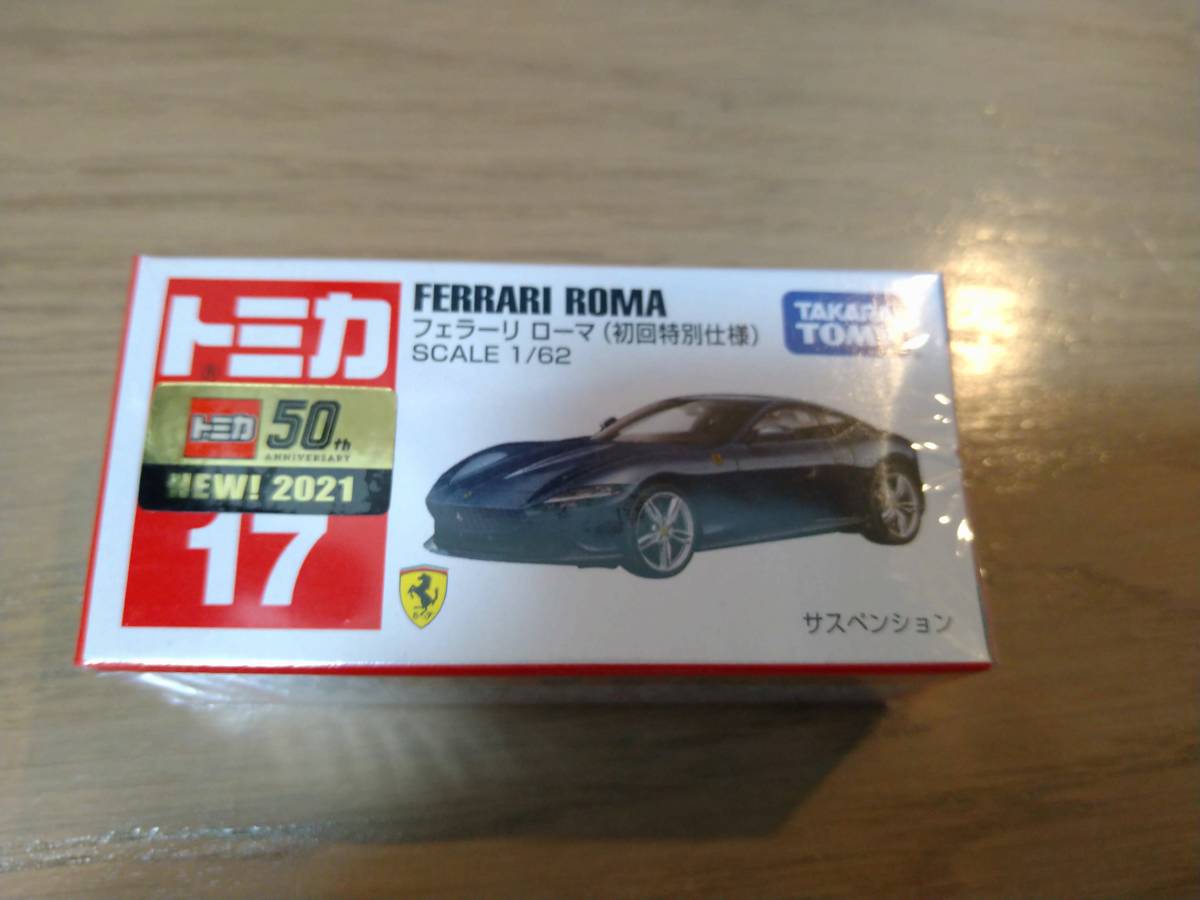 トミカ
®
トミカ 50th
ANNIVERSARY
NEW! 2021
17
FERRARI ROMA
フェラーリ ローマ(初回特別仕様)
SCALE 1/62
TAKARA
TOMY
サスペンション